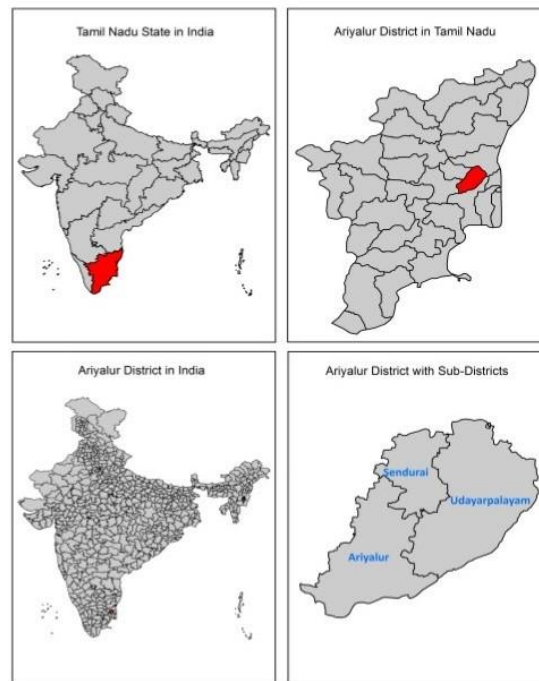 Tamil Nadu State in India
Ariyalur District in Tamil Nadu
Ariyalur District in India
Ariyalur District with Sub-Districts
Sendurai
Udayarpalayam
Ariyalur